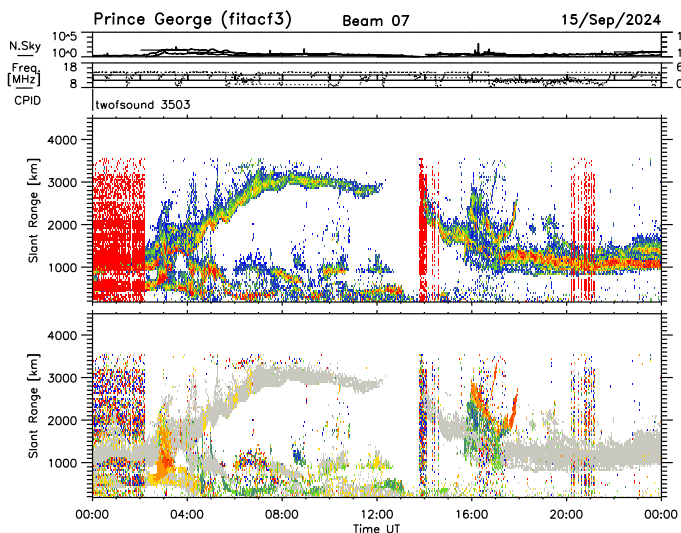 Prince George (fitacf3) Beam 07 15/Sep/2024
10^5
N.Sky
10^0
Freq. 18 6
[MHz]
8 0
CPID twofsound 3503
4000
3000
Slant Range [km]
2000
1000
4000
3000
Slant Range [km]
2000
1000
00:00 04:00 08:00 12:00 16:00 20:00 00:00
Time UT